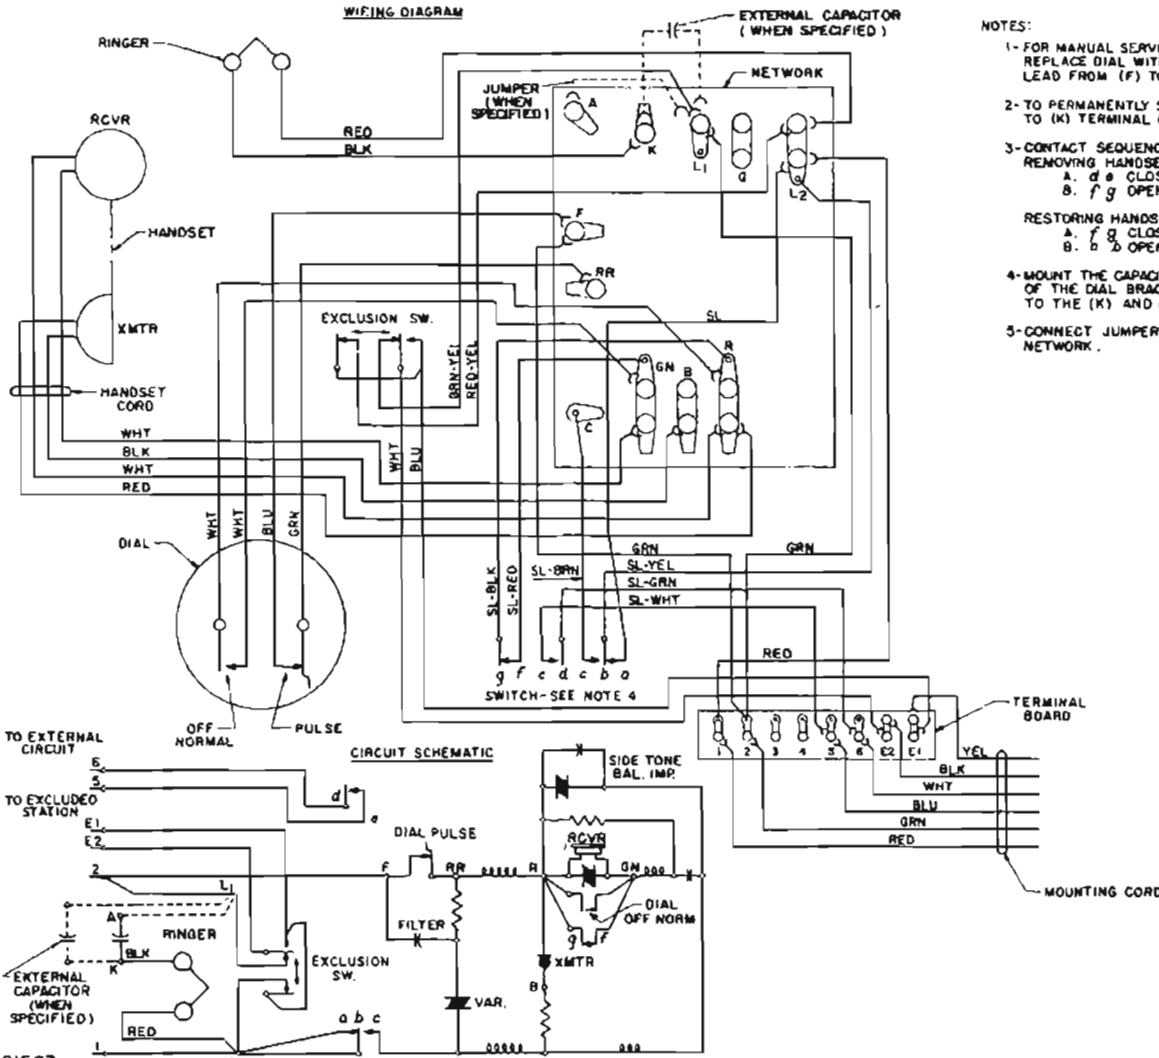 WIRING DIAGRAM
RINGER
EXTERNAL CAPACITOR
(WHEN SPECIFIED)
NETWORK
JUMPER
(WHEN
SPECIFIED)
A
K
L1
G
L2
RED
BLK
RCVR
HANDSET
XMTR
HANDSET
CORD
F
RR
SL
EXCLUSION SW.
BRN-YEL
RED-YEL
GN
B
R
C
WHT
BLK
WHT
RED
WHT
BLU
WHT
WHT
BLU
GRN
DIAL
OFF
NORMAL
PULSE
SL-BLK
SL-RED
SL-BRN
GRN
GRN
SL-YEL
SL-GRN
SL-WHT
RED
g f e d c b a
SWITCH-SEE NOTE 4
TERMINAL
BOARD
1 2 3 4 5 6 E2 E1
YEL
BLK
WHT
BLU
GRN
RED
MOUNTING CORD
NOTES:
1- FOR MANUAL SERVI
REPLACE DIAL WIT
LEAD FROM (F) TO
2- TO PERMANENTLY S
TO (K) TERMINAL
3- CONTACT SEQUENC
REMOVING HANDSE
A. d e CLOS
B. f g OPE
RESTORING HANDS
A. f g CLOS
B. b OPE
4- MOUNT THE CAPACI
OF THE DIAL BRAC
TO THE (K) AND
5- CONNECT JUMPER
NETWORK.
CIRCUIT SCHEMATIC
TO EXTERNAL
CIRCUIT
6
5
TO EXCLUDED
STATION
E1
E2
2
d
e
DIAL PULSE
F
RR
R
SIDE TONE
BAL. IMP.
RCVR
GN
DIAL
OFF NORM
g f
XMTR
B
FILTER
VAR.
A
RINGER
BLK
K
EXCLUSION
SW.
EXTERNAL
CAPACITOR
(WHEN
SPECIFIED)
RED
1
a b c